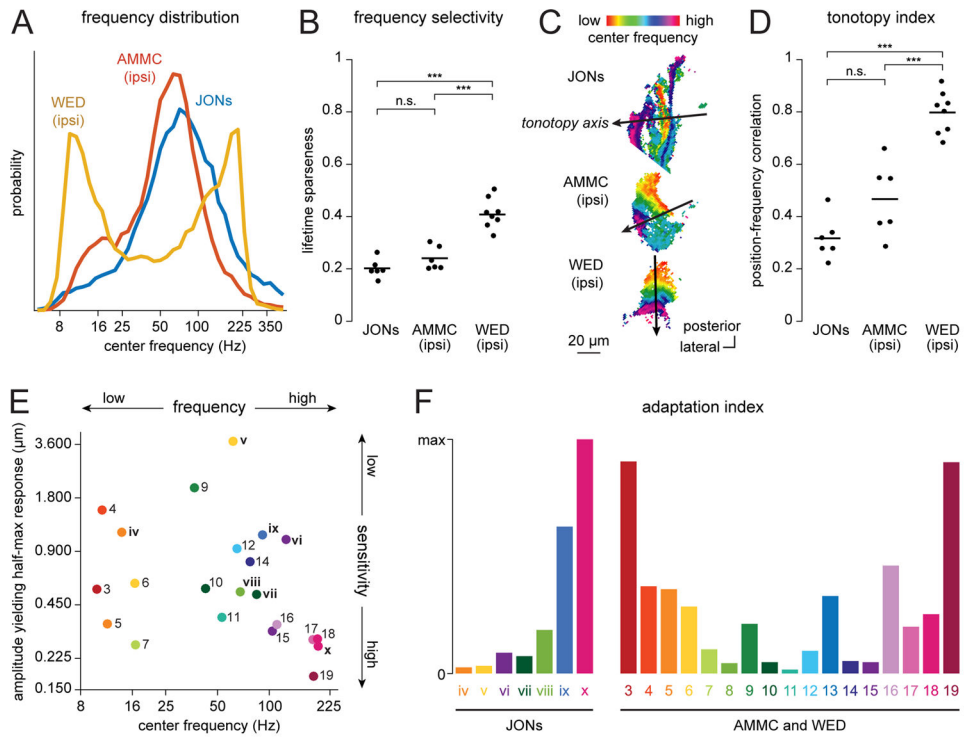 A
frequency distribution
AMMC
(ipsi)
WED
(ipsi)
JONs
probability
8 16 25 50 100 225 350
center frequency (Hz)
B
frequency selectivity
1
0.8
0.6
0.4
0.2
0
lifetime sparseness
***
***
n.s.
JONs AMMC WED
(ipsi) (ipsi)
C
low high
center frequency
JONs
tonotopy axis
AMMC
(ipsi)
WED
(ipsi)
posterior
lateral
20 µm
D
tonotopy index
1
0.8
0.6
0.4
0.2
0
position-frequency correlation
***
***
n.s.
JONs AMMC WED
(ipsi) (ipsi)
E
low frequency high
amplitude yielding half-max response (µm)
3.600
1.800
0.900
0.450
0.225
0.150
v
9
4
iv
ix
vi
12
14
3
6
10
viii
vii
5
11
16
15
7
17
18
x
19
8 16 25 50 100 225
center frequency (Hz)
low
sensitivity
high
F
adaptation index
max
0
iv v vi vii viii ix x
JONs
3 4 5 6 7 8 9 10 11 12 13 14 15 16 17 18 19
AMMC and WED